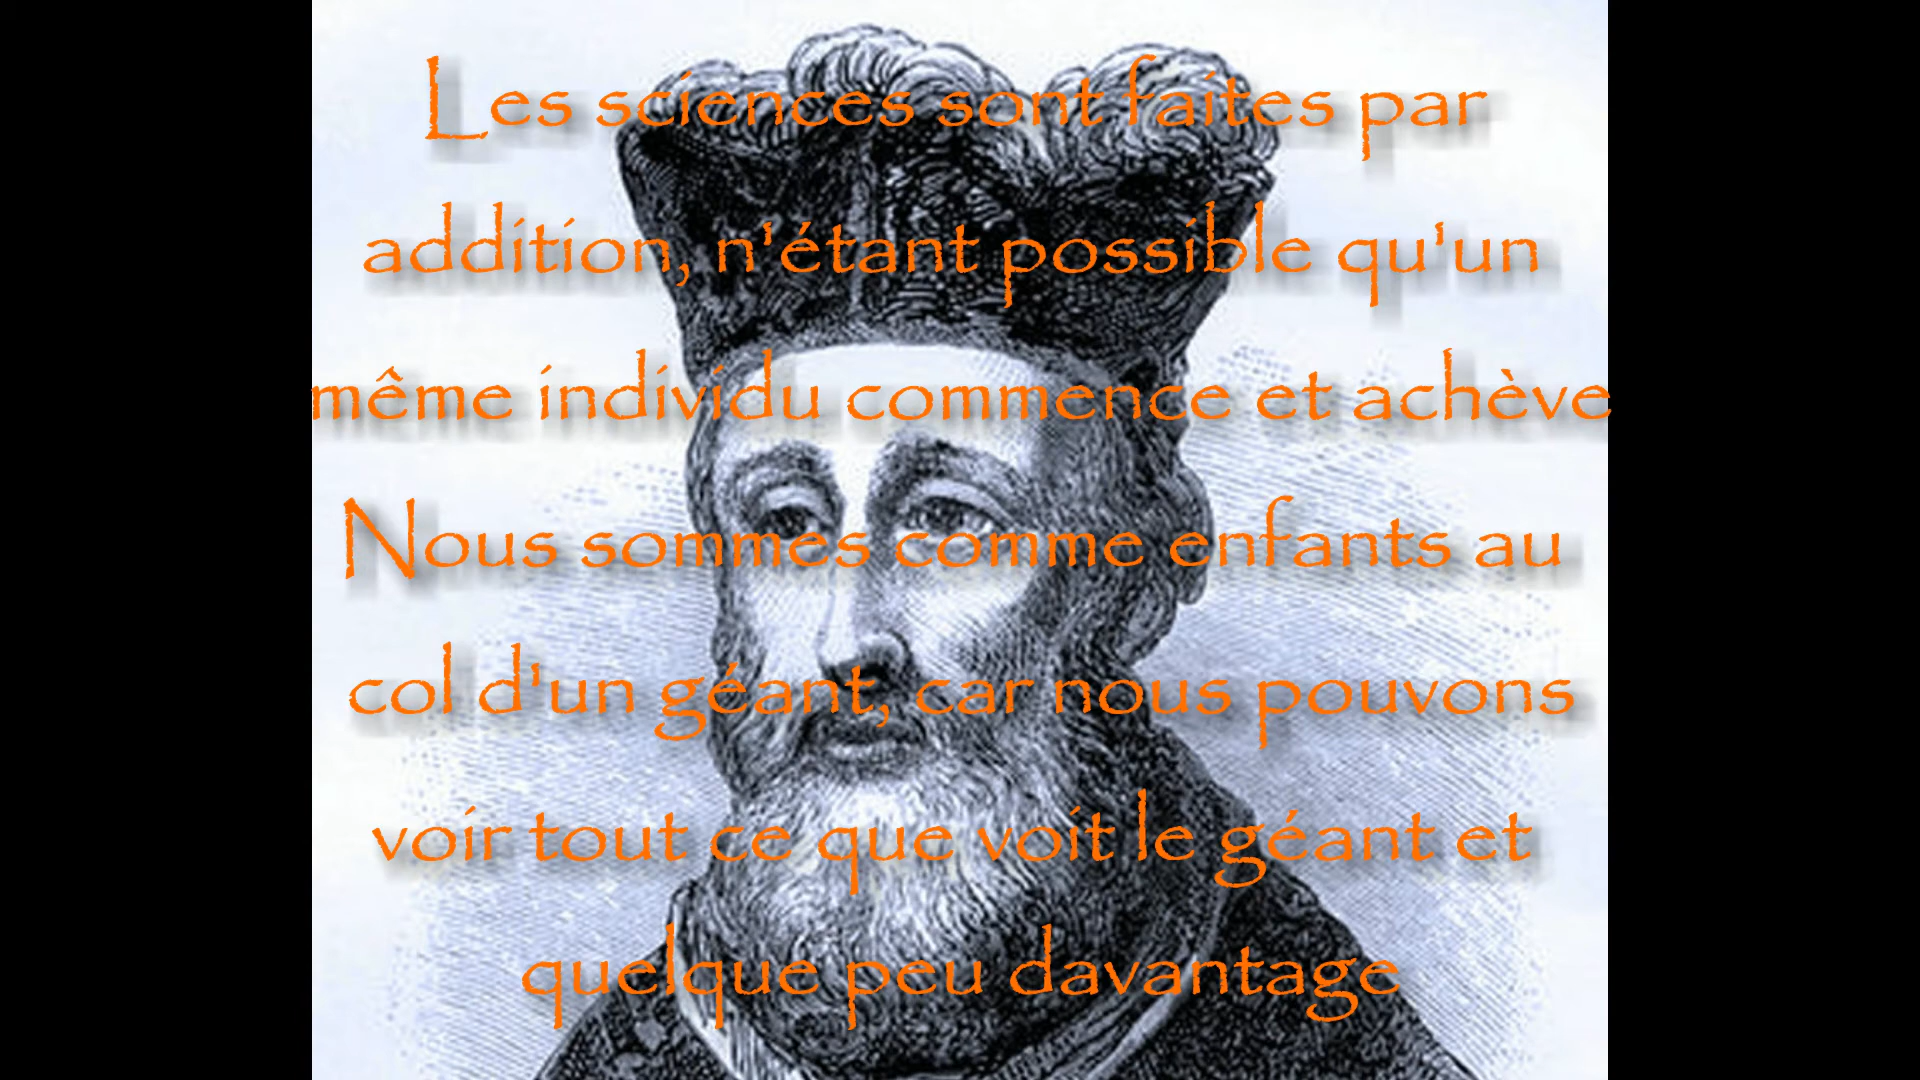 Les sciences sont faites par
addition, n'étant possible qu'un
même individu commence et achève
Nous sommes comme enfants au
col d'un géant, car nous pouvons
voir tout ce que voit le géant et
quelque peu davantage